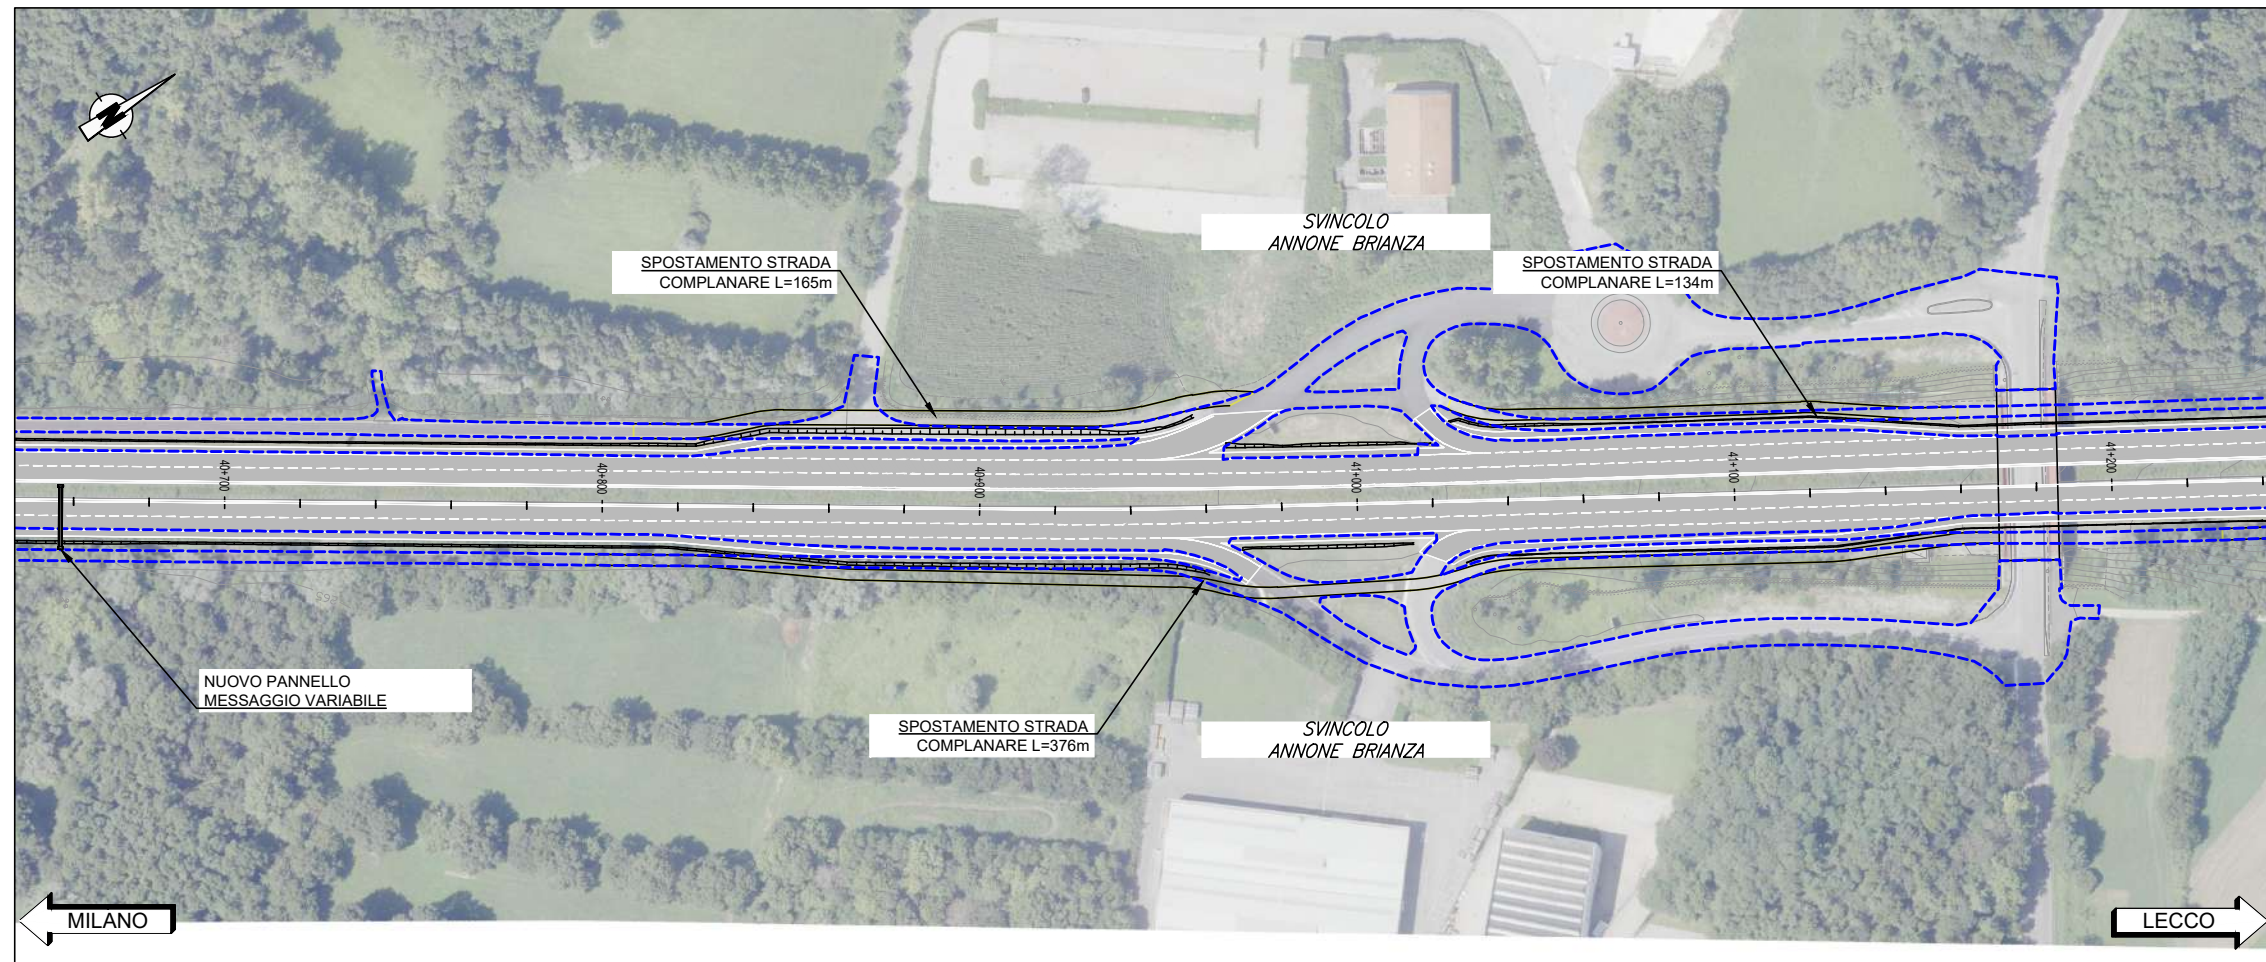 N
SVINCOLO
ANNONE BRIANZA
SPOSTAMENTO STRADA
COMPLANARE L=165m
SPOSTAMENTO STRADA
COMPLANARE L=134m
40+700
40+800
40+900
41+000
41+100
41+200
NUOVO PANNELLO
MESSAGGIO VARIABILE
SPOSTAMENTO STRADA
COMPLANARE L=376m
SVINCOLO
ANNONE BRIANZA
MILANO
LECCO